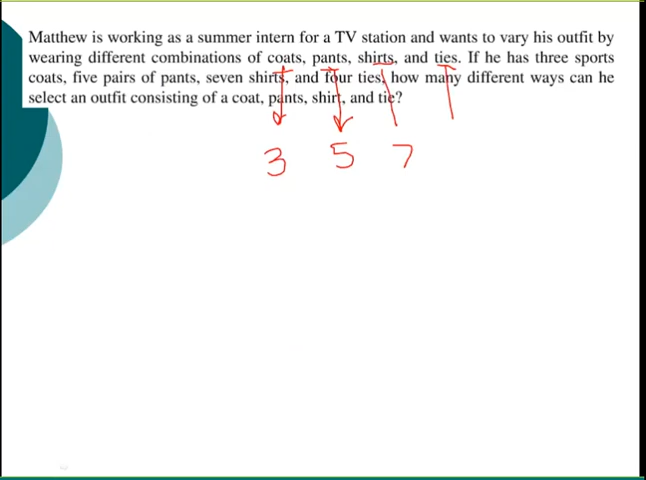 Matthew is working as a summer intern for a TV station and wants to vary his outfit by
wearing different combinations of coats, pants, shirts, and ties. If he has three sports
coats, five pairs of pants, seven shirts, and four ties, how many different ways can he
select an outfit consisting of a coat, pants, shirt, and tie?
3 5 7